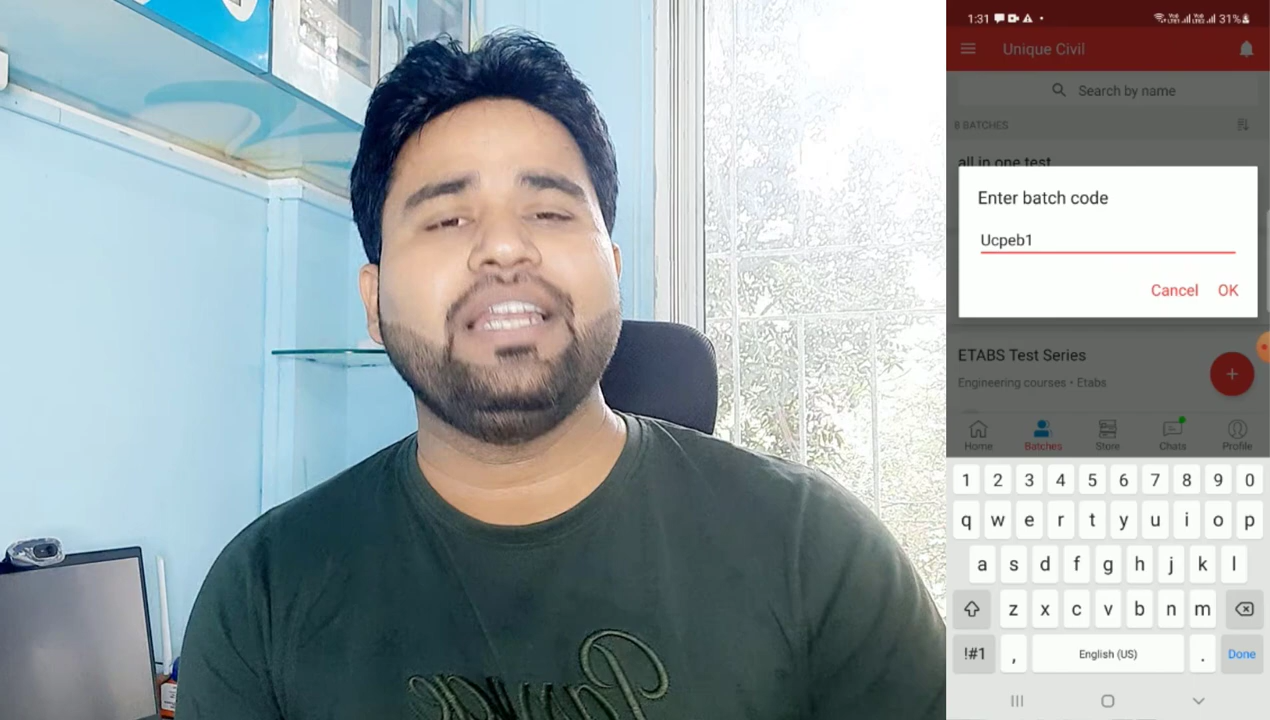 1:31
31%
Unique Civil
Search by name
6 BATCHES
all in one test
Enter batch code
Ucpeb1
Cancel OK
ETABS Test Series
Engineering courses • Etabs
+
Home Batches Store Chats Profile
1 2 3 4 5 6 7 8 9 0
q w e r t y u i o p
a s d f g h j k l
z x c v b n m
!#1 , English (US) . Done